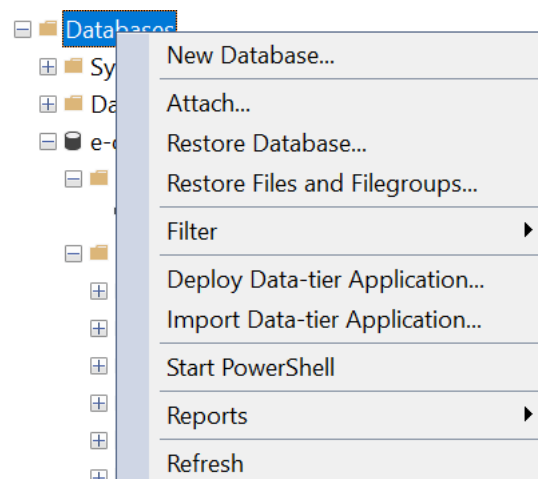 Databases
New Database...
Sy
Attach...
Da
Restore Database...
e-
Restore Files and Filegroups...
Filter
Deploy Data-tier Application...
Import Data-tier Application...
Start PowerShell
Reports
Refresh